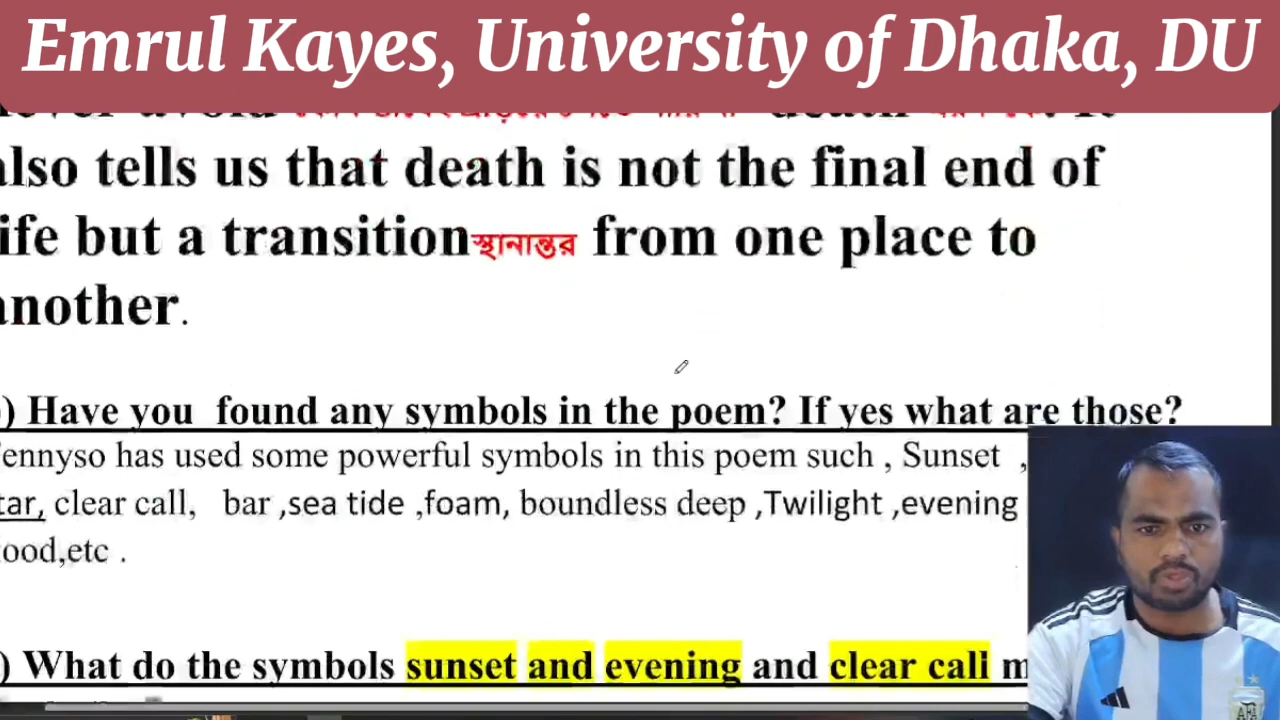 Emrul Kayes, University of Dhaka, DU
also tells us that death is not the final end of
life but a transitionস্থানান্তর from one place to
another.
) Have you found any symbols in the poem? If yes what are those?
ennyso has used some powerful symbols in this poem such , Sunset ,
tar, clear call, bar ,sea tide ,foam, boundless deep ,Twilight ,evening
ood,etc .
) What do the symbols sunset and evening and clear call m